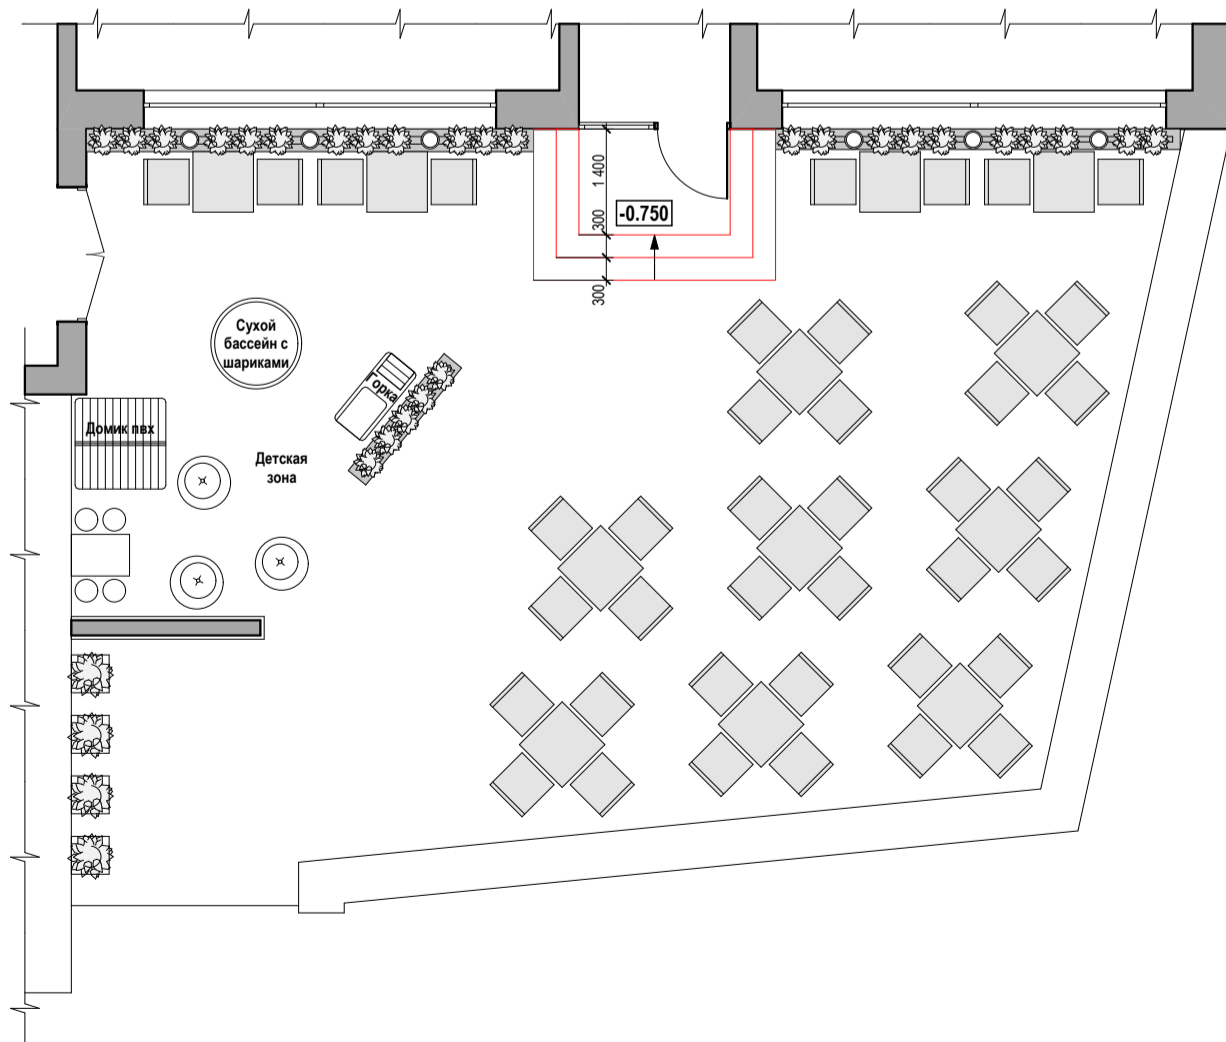 1 400
300
-0.750
300
Сухой
бассейн с
шариками
Горка
Домик пвх
Детская
зона